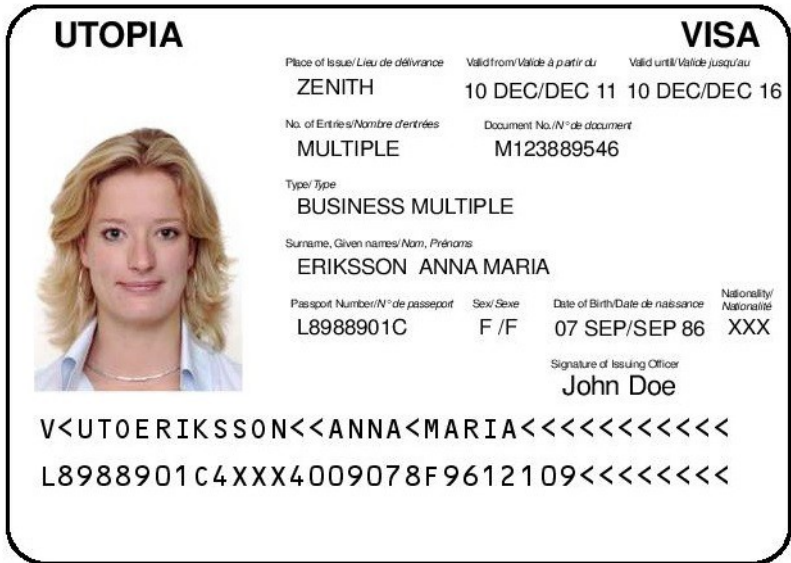 UTOPIA VISA
Place of Issue/Lieu de délivrance Valid from/Valide à partir du Valid until/Valide jusqu'au
ZENITH 10 DEC/DEC 11 10 DEC/DEC 16
No. of Entries/Nombre d'entrées Document No./N° de document
MULTIPLE M123889546
Type/Type
BUSINESS MULTIPLE
Surname, Given names/Nom, Prénoms
ERIKSSON ANNA MARIA
Passport Number/N° de passeport Sex/Sexe Date of Birth/Date de naissance Nationality/
Nationalité
L8988901C F /F 07 SEP/SEP 86 XXX
Signature of Issuing Officer
John Doe
V<UTOERIKSSON<<ANNA<MARIA<<<<<<<<<<<
L8988901C4XXX4009078F9612109<<<<<<<<